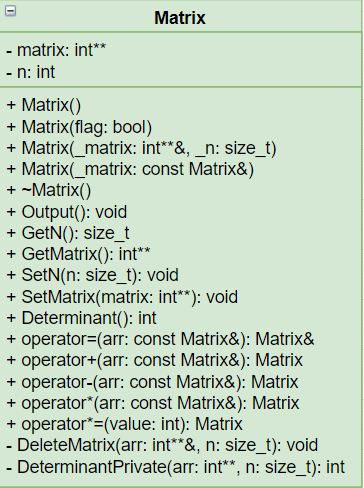 Matrix
- matrix: int**
- n: int
+ Matrix()
+ Matrix(flag: bool)
+ Matrix(_matrix: int**&, _n: size_t)
+ Matrix(_matrix: const Matrix&)
+ ~Matrix()
+ Output(): void
+ GetN(): size_t
+ GetMatrix(): int**
+ SetN(n: size_t): void
+ SetMatrix(matrix: int**): void
+ Determinant(): int
+ operator=(arr: const Matrix&): Matrix&
+ operator+(arr: const Matrix&): Matrix
+ operator-(arr: const Matrix&): Matrix
+ operator*(arr: const Matrix&): Matrix
+ operator*=(value: int): Matrix
- DeleteMatrix(arr: int**&, n: size_t): void
- DeterminantPrivate(arr: int**, n: size_t): int